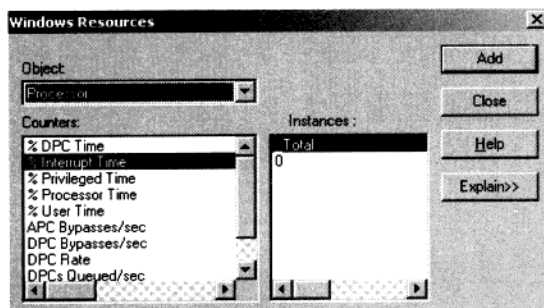 Windows Resources
Object:
Processor
Counters:
% DPC Time
% Interrupt Time
% Privileged Time
% Processor Time
% User Time
APC Bypasses/sec
DPC Bypasses/sec
DPC Rate
DPCs Queued/sec
Instances :
_Total
0
Add
Close
Help
Explain>>